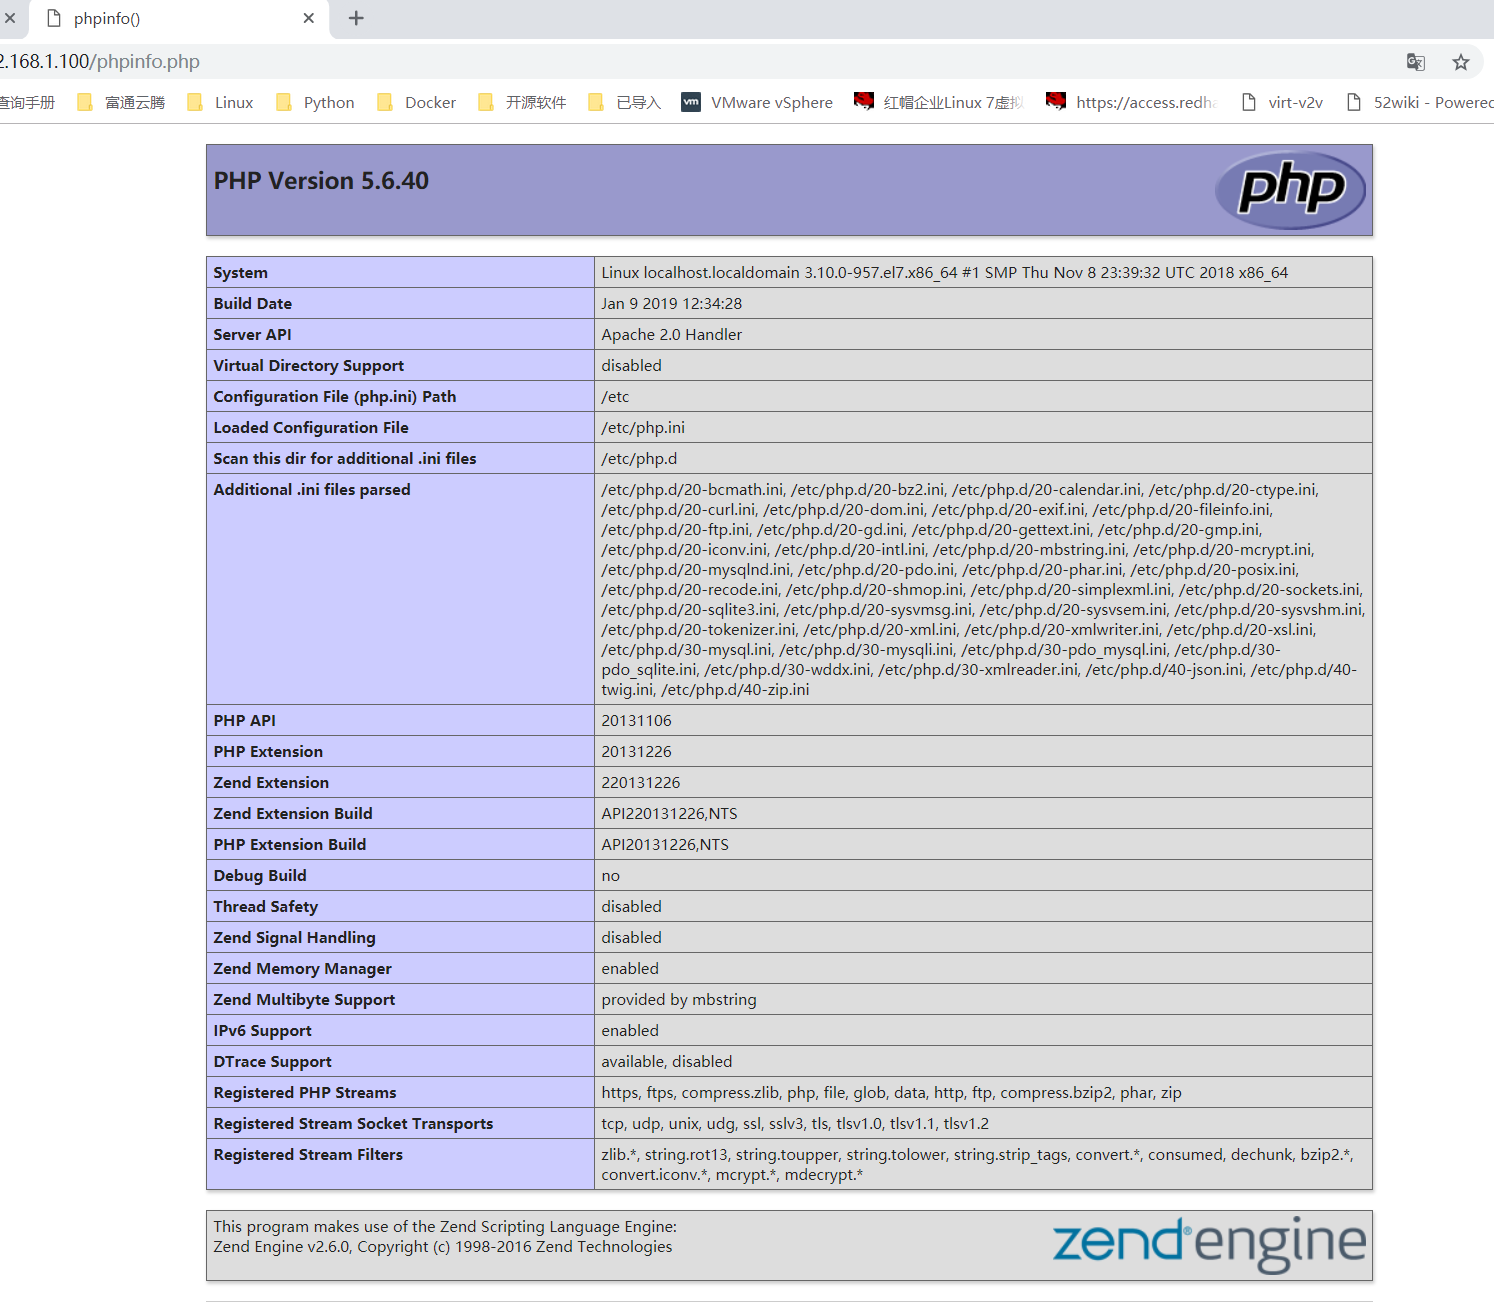 phpinfo()
2.168.1.100/phpinfo.php
查询手册 富通云腾 Linux Python Docker 开源软件 已导入 vm VMware vSphere 红帽企业Linux 7虚拟 https://access.redha virt-v2v 52wiki - Powered
PHP Version 5.6.40
php
System Linux localhost.localdomain 3.10.0-957.el7.x86_64 #1 SMP Thu Nov 8 23:39:32 UTC 2018 x86_64
Build Date Jan 9 2019 12:34:28
Server API Apache 2.0 Handler
Virtual Directory Support disabled
Configuration File (php.ini) Path /etc
Loaded Configuration File /etc/php.ini
Scan this dir for additional .ini files /etc/php.d
Additional .ini files parsed /etc/php.d/20-bcmath.ini, /etc/php.d/20-bz2.ini, /etc/php.d/20-calendar.ini, /etc/php.d/20-ctype.ini,
/etc/php.d/20-curl.ini, /etc/php.d/20-dom.ini, /etc/php.d/20-exif.ini, /etc/php.d/20-fileinfo.ini,
/etc/php.d/20-ftp.ini, /etc/php.d/20-gd.ini, /etc/php.d/20-gettext.ini, /etc/php.d/20-gmp.ini,
/etc/php.d/20-iconv.ini, /etc/php.d/20-intl.ini, /etc/php.d/20-mbstring.ini, /etc/php.d/20-mcrypt.ini,
/etc/php.d/20-mysqlnd.ini, /etc/php.d/20-pdo.ini, /etc/php.d/20-phar.ini, /etc/php.d/20-posix.ini,
/etc/php.d/20-recode.ini, /etc/php.d/20-shmop.ini, /etc/php.d/20-simplexml.ini, /etc/php.d/20-sockets.ini,
/etc/php.d/20-sqlite3.ini, /etc/php.d/20-sysvmsg.ini, /etc/php.d/20-sysvsem.ini, /etc/php.d/20-sysvshm.ini,
/etc/php.d/20-tokenizer.ini, /etc/php.d/20-xml.ini, /etc/php.d/20-xmlwriter.ini, /etc/php.d/20-xsl.ini,
/etc/php.d/30-mysql.ini, /etc/php.d/30-mysqli.ini, /etc/php.d/30-pdo_mysql.ini, /etc/php.d/30-
pdo_sqlite.ini, /etc/php.d/30-wddx.ini, /etc/php.d/30-xmlreader.ini, /etc/php.d/40-json.ini, /etc/php.d/40-
twig.ini, /etc/php.d/40-zip.ini
PHP API 20131106
PHP Extension 20131226
Zend Extension 220131226
Zend Extension Build API220131226,NTS
PHP Extension Build API20131226,NTS
Debug Build no
Thread Safety disabled
Zend Signal Handling disabled
Zend Memory Manager enabled
Zend Multibyte Support provided by mbstring
IPv6 Support enabled
DTrace Support available, disabled
Registered PHP Streams https, ftps, compress.zlib, php, file, glob, data, http, ftp, compress.bzip2, phar, zip
Registered Stream Socket Transports tcp, udp, unix, udg, ssl, sslv3, tls, tlsv1.0, tlsv1.1, tlsv1.2
Registered Stream Filters zlib.*, string.rot13, string.toupper, string.tolower, string.strip_tags, convert.*, consumed, dechunk, bzip2.*,
convert.iconv.*, mcrypt.*, mdecrypt.*
This program makes use of the Zend Scripting Language Engine:
Zend Engine v2.6.0, Copyright (c) 1998-2016 Zend Technologies
zend® engine